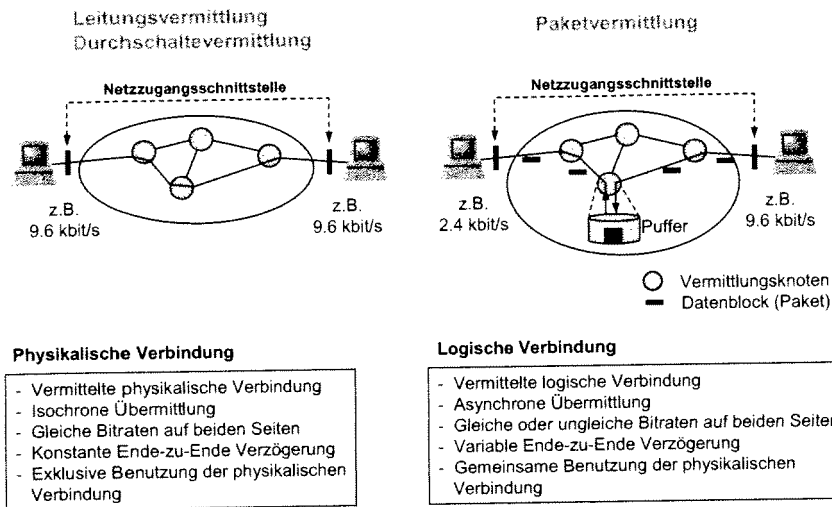 Leitungsvermittlung
Durchschaltevermittlung
Netzzugangsschnittstelle
z.B.
9.6 kbit/s
z.B.
9.6 kbit/s
Paketvermittlung
Netzzugangsschnittstelle
z.B.
2.4 kbit/s
Puffer
z.B.
9.6 kbit/s
Vermittlungsknoten
Datenblock (Paket)
Physikalische Verbindung
- Vermittelte physikalische Verbindung
- Isochrone Übermittlung
- Gleiche Bitraten auf beiden Seiten
- Konstante Ende-zu-Ende Verzögerung
- Exklusive Benutzung der physikalischen
Verbindung
Logische Verbindung
- Vermittelte logische Verbindung
- Asynchrone Übermittlung
- Gleiche oder ungleiche Bitraten auf beiden Seiten
- Variable Ende-zu-Ende Verzögerung
- Gemeinsame Benutzung der physikalischen
Verbindung